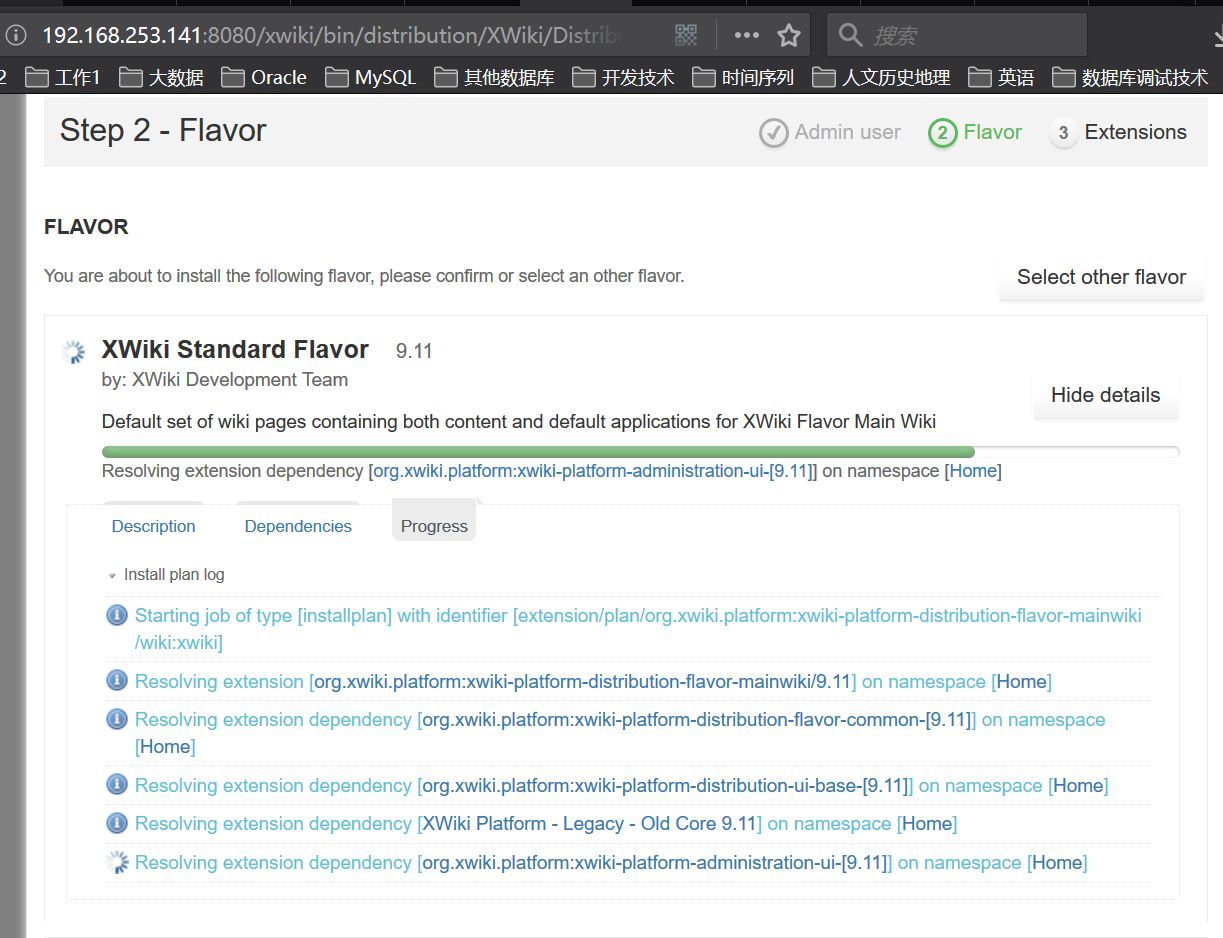 192.168.253.141:8080/xwiki/bin/distribution/XWiki/Distrib
搜索
2 工作1 大数据 Oracle MySQL 其他数据库 开发技术 时间序列 人文历史地理 英语 数据库调试技术
Step 2 - Flavor
Admin user 2 Flavor 3 Extensions
FLAVOR
You are about to install the following flavor, please confirm or select an other flavor.
Select other flavor
XWiki Standard Flavor 9.11
by: XWiki Development Team
Hide details
Default set of wiki pages containing both content and default applications for XWiki Flavor Main Wiki
Resolving extension dependency [org.xwiki.platform:xwiki-platform-administration-ui-[9.11]] on namespace [Home]
Description Dependencies Progress
Install plan log
Starting job of type [installplan] with identifier [extension/plan/org.xwiki.platform:xwiki-platform-distribution-flavor-mainwiki
/wiki:xwiki]
Resolving extension [org.xwiki.platform:xwiki-platform-distribution-flavor-mainwiki/9.11] on namespace [Home]
Resolving extension dependency [org.xwiki.platform:xwiki-platform-distribution-flavor-common-[9.11]] on namespace
[Home]
Resolving extension dependency [org.xwiki.platform:xwiki-platform-distribution-ui-base-[9.11]] on namespace [Home]
Resolving extension dependency [XWiki Platform - Legacy - Old Core 9.11] on namespace [Home]
Resolving extension dependency [org.xwiki.platform:xwiki-platform-administration-ui-[9.11]] on namespace [Home]